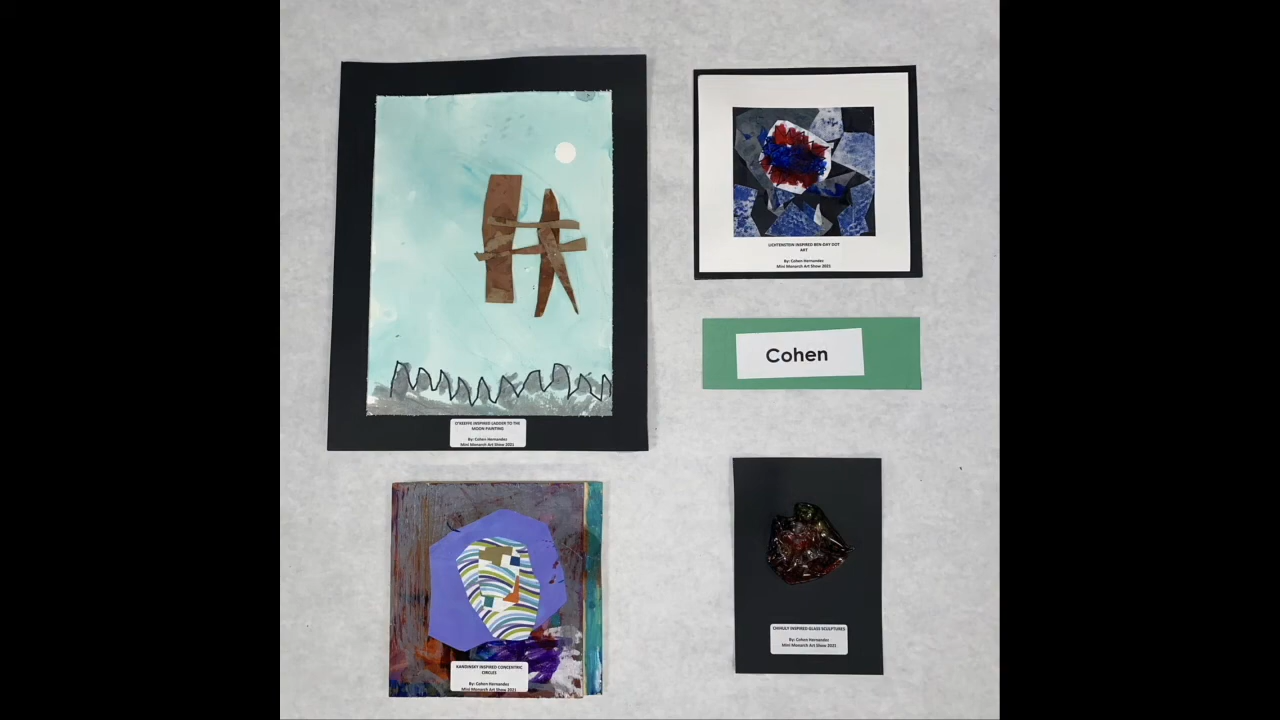 O'KEEFFE INSPIRED LADDER TO THE
MOON PAINTING
By: Cohen Hernandez
Mini Monarch Art Show 2021
LICHTENSTEIN INSPIRED BEN-DAY DOT
ART
By: Cohen Hernandez
Mini Monarch Art Show 2021
Cohen
KANDINSKY INSPIRED CONCENTRIC
CIRCLES
By: Cohen Hernandez
Mini Monarch Art Show 2021
CHIHULY INSPIRED GLASS SCULPTURES
By: Cohen Hernandez
Mini Monarch Art Show 2021